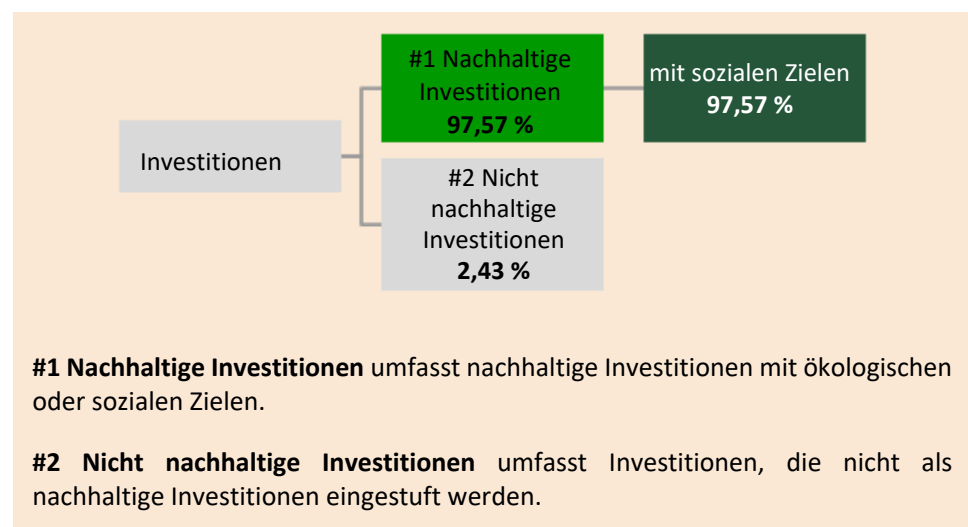 #1 Nachhaltige
Investitionen
97,57 %
mit sozialen Zielen
97,57 %
Investitionen
#2 Nicht
nachhaltige
Investitionen
2,43 %
#1 Nachhaltige Investitionen umfasst nachhaltige Investitionen mit ökologischen
oder sozialen Zielen.
#2 Nicht nachhaltige Investitionen umfasst Investitionen, die nicht als
nachhaltige Investitionen eingestuft werden.